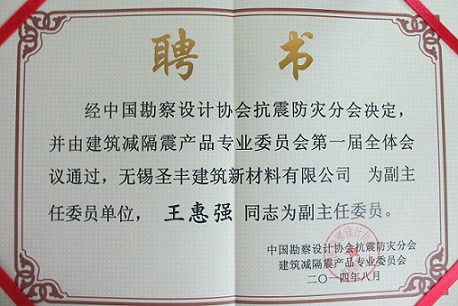 聘书
经中国勘察设计协会抗震防灾分会决定，
并由建筑减隔震产品专业委员会第一届全体会
议通过，无锡圣丰建筑新材料有限公司 为副主
任委员单位， 王惠强 同志为副主任委员。
中国勘察设计协会抗震防灾分会
建筑减隔震产品专业委员会
二〇一四年八月